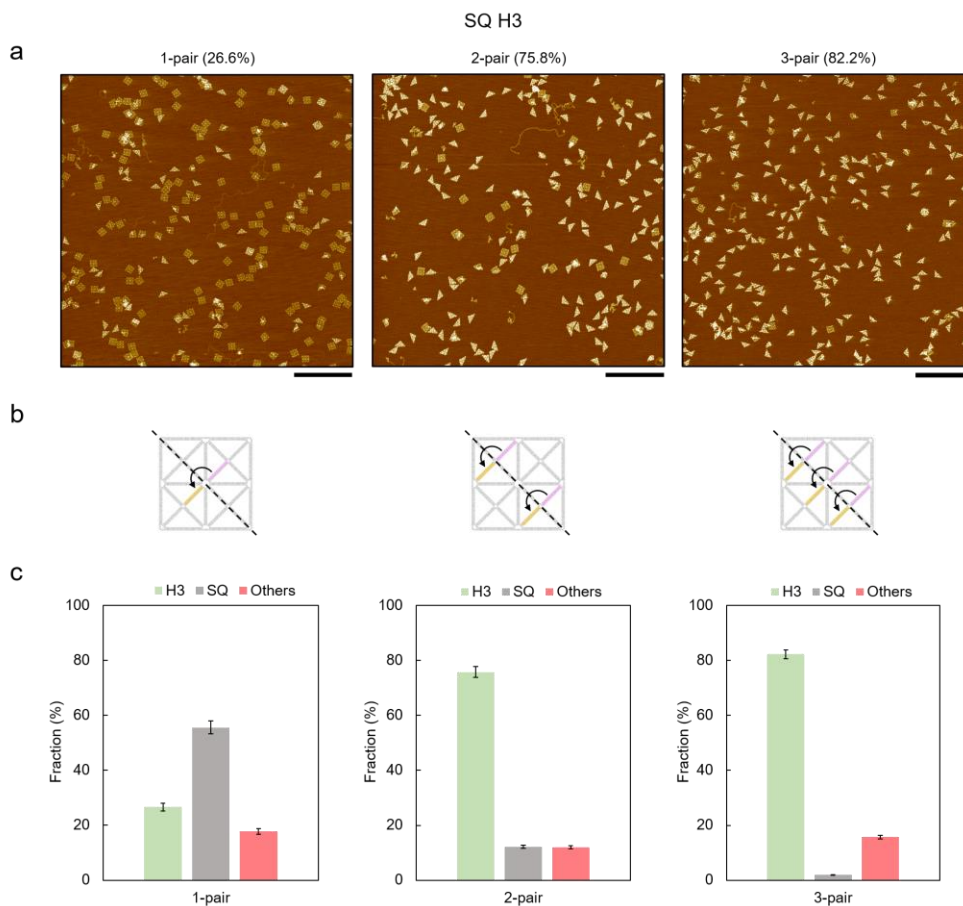 SQ H3
a
1-pair (26.6%) 2-pair (75.8%) 3-pair (82.2%)
b
c
H3 SQ Others H3 SQ Others H3 SQ Others
100 100 100
80 80 80
60 60 60
40 40 40
20 20 20
0 0 0
Fraction (%) Fraction (%) Fraction (%)
1-pair 2-pair 3-pair